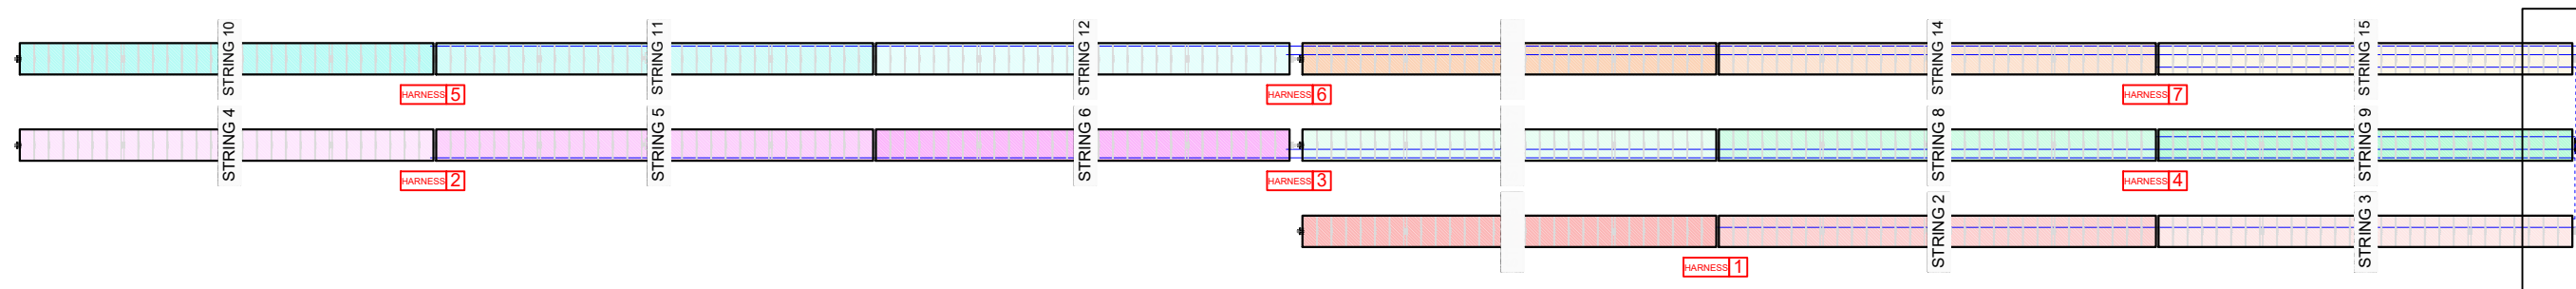 STRING 10
STRING 11
STRING 12
STRING 14
STRING 15
HARNESS 5
HARNESS 6
HARNESS 7
STRING 4
STRING 5
STRING 6
STRING 8
STRING 9
HARNESS 2
HARNESS 3
HARNESS 4
STRING 2
STRING 3
HARNESS 1